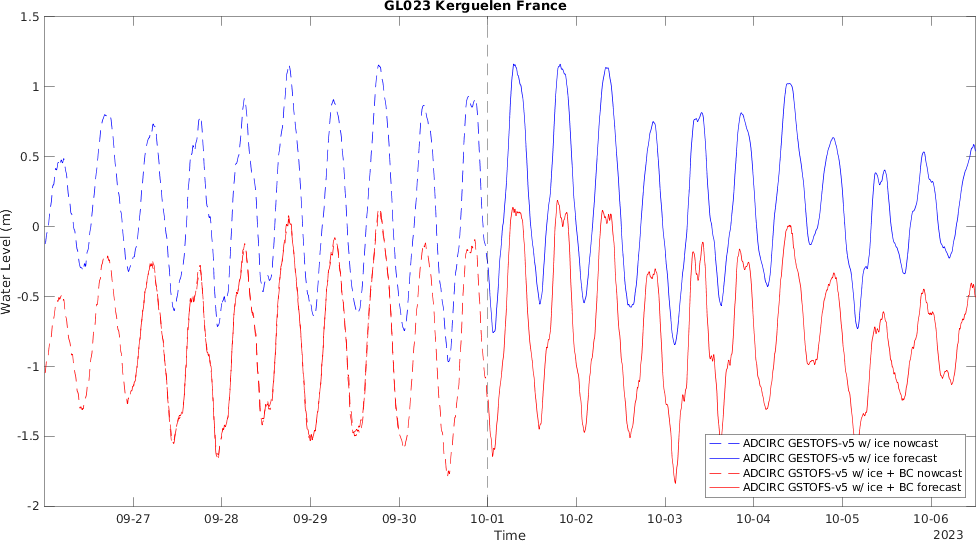 GL023 Kerguelen France
1.5
1
0.5
0
-0.5
-1
-1.5
-2
Water Level (m)
ADCIRC GESTOFS-v5 w/ ice nowcast
ADCIRC GESTOFS-v5 w/ ice forecast
ADCIRC GSTOFS-v5 w/ ice + BC nowcast
ADCIRC GSTOFS-v5 w/ ice + BC forecast
09-27 09-28 09-29 09-30 10-01 10-02 10-03 10-04 10-05 10-06
Time
2023